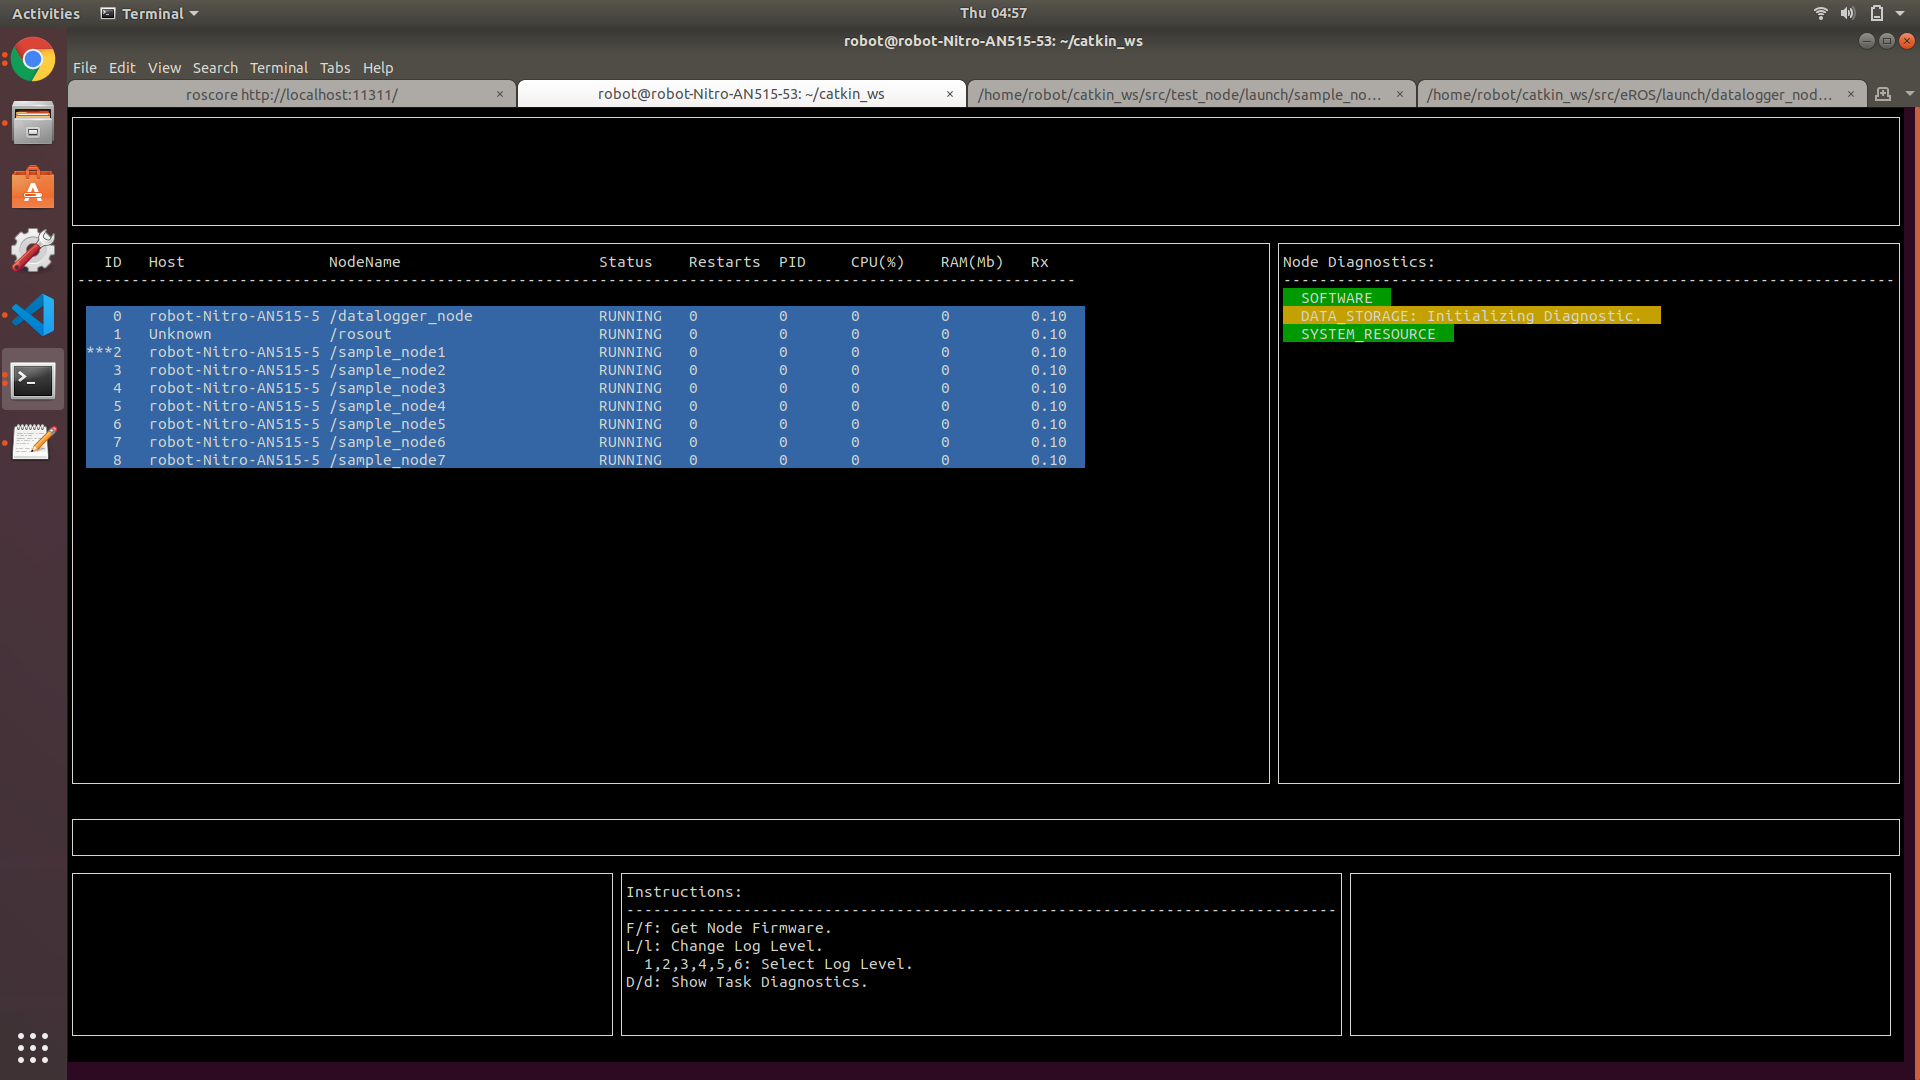 Activities Terminal Thu 04:57
robot@robot-Nitro-AN515-53: ~/catkin_ws
File Edit View Search Terminal Tabs Help
roscore http://localhost:11311/ × robot@robot-Nitro-AN515-53: ~/catkin_ws × /home/robot/catkin_ws/src/test_node/launch/sample_no... × /home/robot/catkin_ws/src/eROS/launch/datalogger_nod... ×
ID Host NodeName Status Restarts PID CPU(%) RAM(Mb) Rx
0 robot-Nitro-AN515-5 /datalogger_node RUNNING 0 0 0 0 0.10
1 Unknown /rosout RUNNING 0 0 0 0 0.10
***2 robot-Nitro-AN515-5 /sample_node1 RUNNING 0 0 0 0 0.10
3 robot-Nitro-AN515-5 /sample_node2 RUNNING 0 0 0 0 0.10
4 robot-Nitro-AN515-5 /sample_node3 RUNNING 0 0 0 0 0.10
5 robot-Nitro-AN515-5 /sample_node4 RUNNING 0 0 0 0 0.10
6 robot-Nitro-AN515-5 /sample_node5 RUNNING 0 0 0 0 0.10
7 robot-Nitro-AN515-5 /sample_node6 RUNNING 0 0 0 0 0.10
8 robot-Nitro-AN515-5 /sample_node7 RUNNING 0 0 0 0 0.10
Node Diagnostics:
SOFTWARE
DATA_STORAGE: Initializing Diagnostic.
SYSTEM_RESOURCE
Instructions:
F/f: Get Node Firmware.
L/l: Change Log Level.
1,2,3,4,5,6: Select Log Level.
D/d: Show Task Diagnostics.